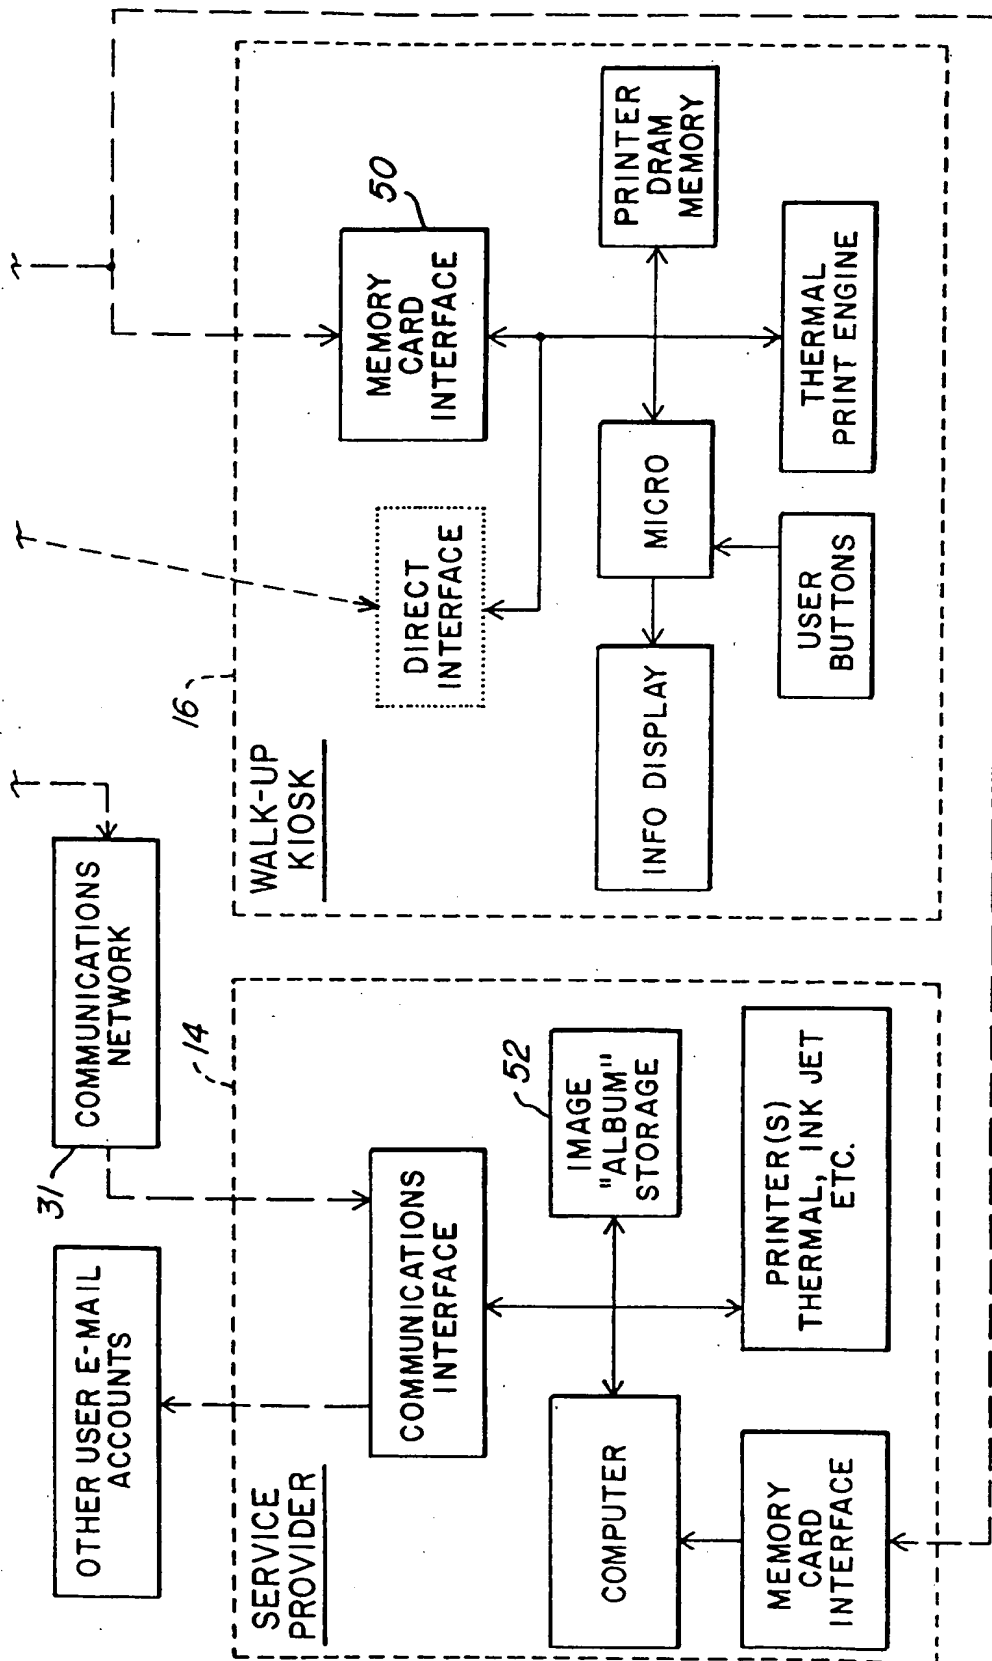 OTHER USER E-MAIL
ACCOUNTS
31
COMMUNICATIONS
NETWORK
14
SERVICE
PROVIDER
COMMUNICATIONS
INTERFACE
COMPUTER
52
IMAGE
"ALBUM"
STORAGE
MEMORY
CARD
INTERFACE
PRINTER(S)
THERMAL, INK JET
ETC.
16
WALK-UP
KIOSK
DIRECT
INTERFACE
50
MEMORY
CARD
INTERFACE
INFO DISPLAY
MICRO
PRINTER
DRAM
MEMORY
USER
BUTTONS
THERMAL
PRINT ENGINE